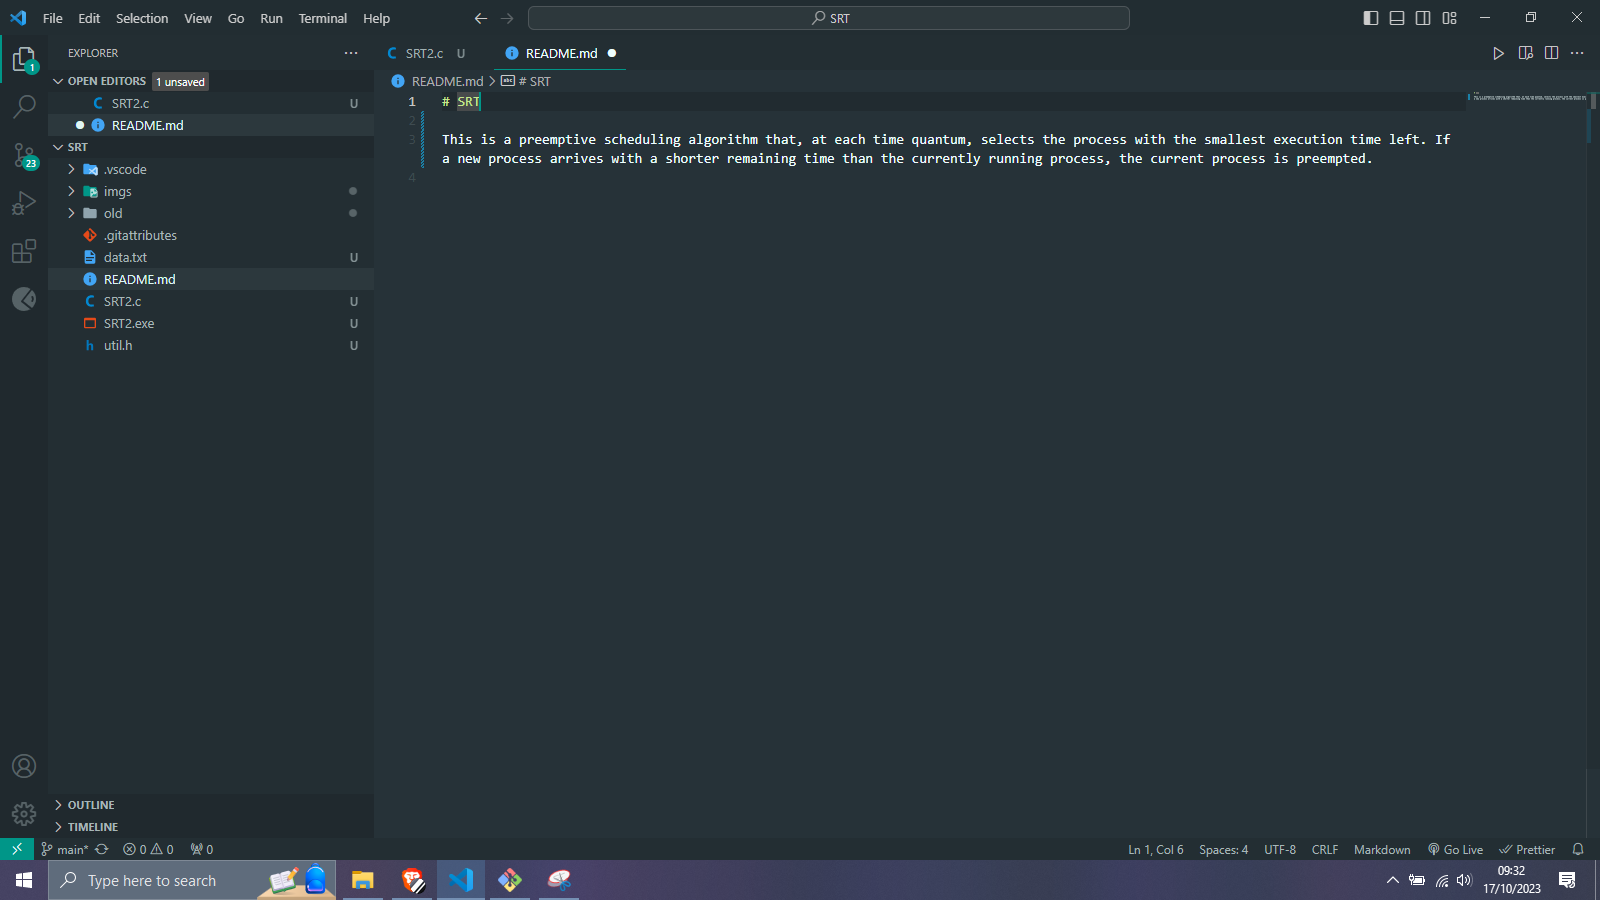 File Edit Selection View Go Run Terminal Help
SRT
EXPLORER
SRT2.c U
README.md
OPEN EDITORS 1 unsaved
SRT2.c U
README.md
SRT
.vscode
imgs
old
.gitattributes
data.txt U
README.md
SRT2.c U
SRT2.exe U
util.h U
OUTLINE
TIMELINE
README.md > # SRT
1 # SRT
2
3 This is a preemptive scheduling algorithm that, at each time quantum, selects the process with the smallest execution time left. If
a new process arrives with a shorter remaining time than the currently running process, the current process is preempted.
4
1
23
main* 0 0 0
Ln 1, Col 6 Spaces: 4 UTF-8 CRLF Markdown Go Live Prettier
Type here to search
09:32
17/10/2023